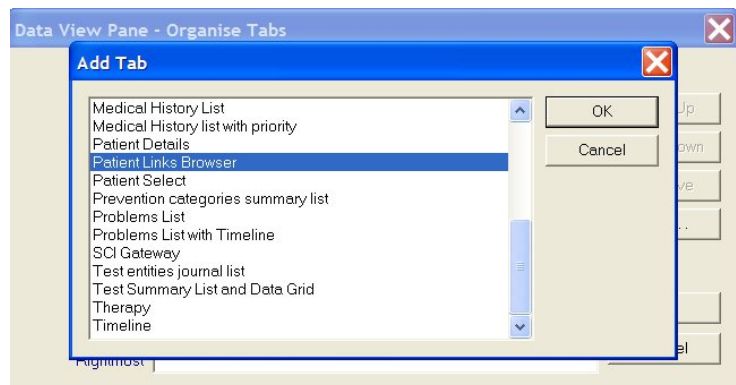 Data View Pane - Organise Tabs
Add Tab
Medical History List
Medical History list with priority
Patient Details
Patient Links Browser
Patient Select
Prevention categories summary list
Problems List
Problems List with Timeline
SCI Gateway
Test entities journal list
Test Summary List and Data Grid
Therapy
Timeline
OK
Cancel
Up
Rightmost